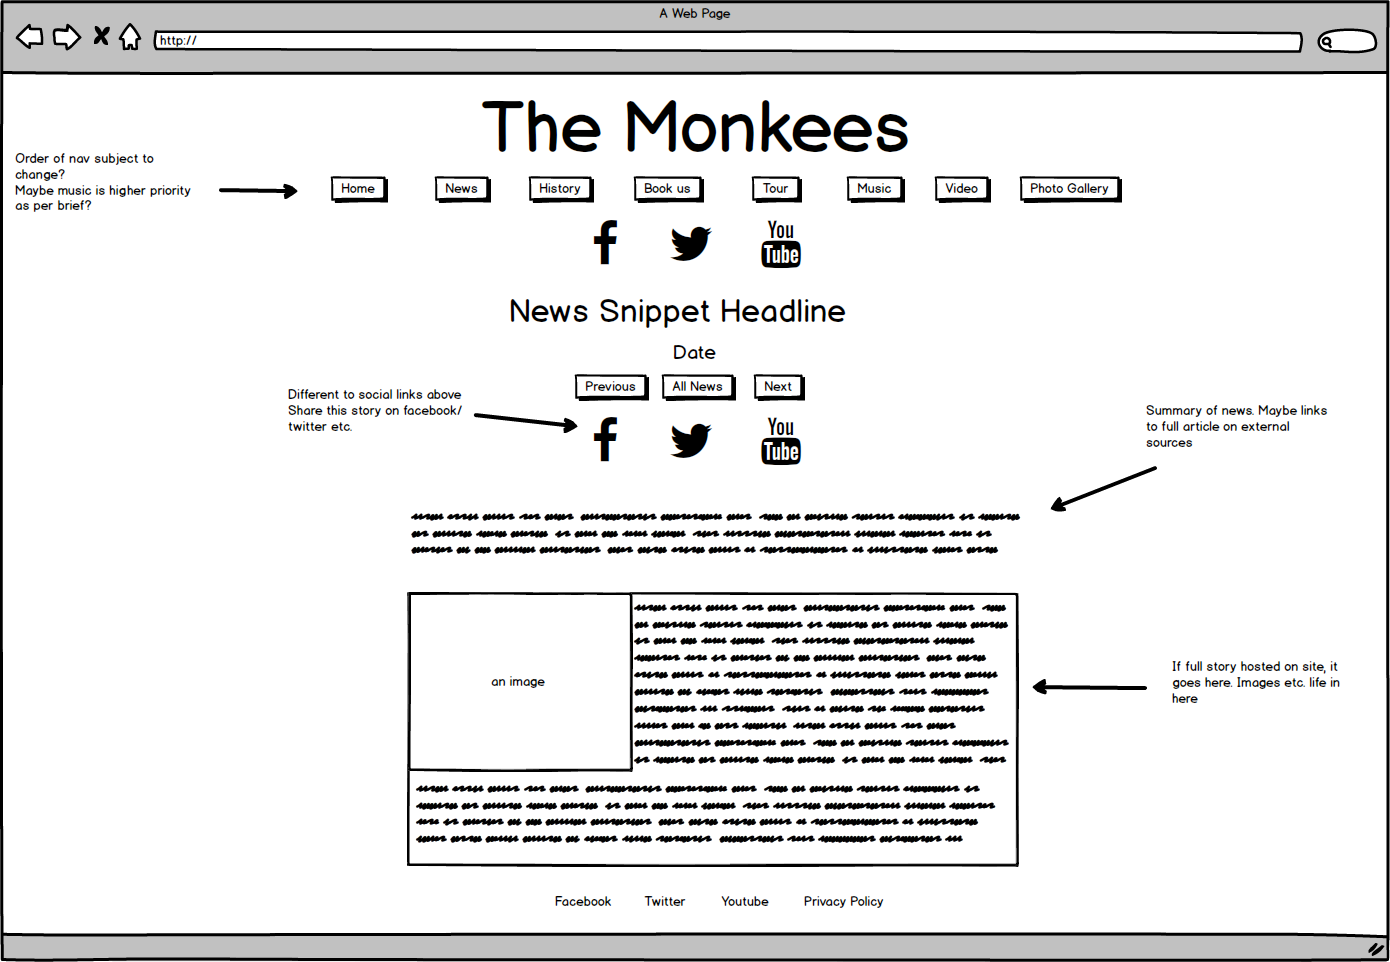 A Web Page
http://
The Monkees
Order of nav subject to
change?
Maybe music is higher priority
as per brief?
Home News History Book us Tour Music Video Photo Gallery
You
Tube
News Snippet Headline
Date
Previous All News Next
Different to social links above
Share this story on facebook/
twitter etc.
You
Tube
Summary of news. Maybe links
to full article on external
sources
an image
If full story hosted on site, it
goes here. Images etc. life in
here
Facebook Twitter Youtube Privacy Policy